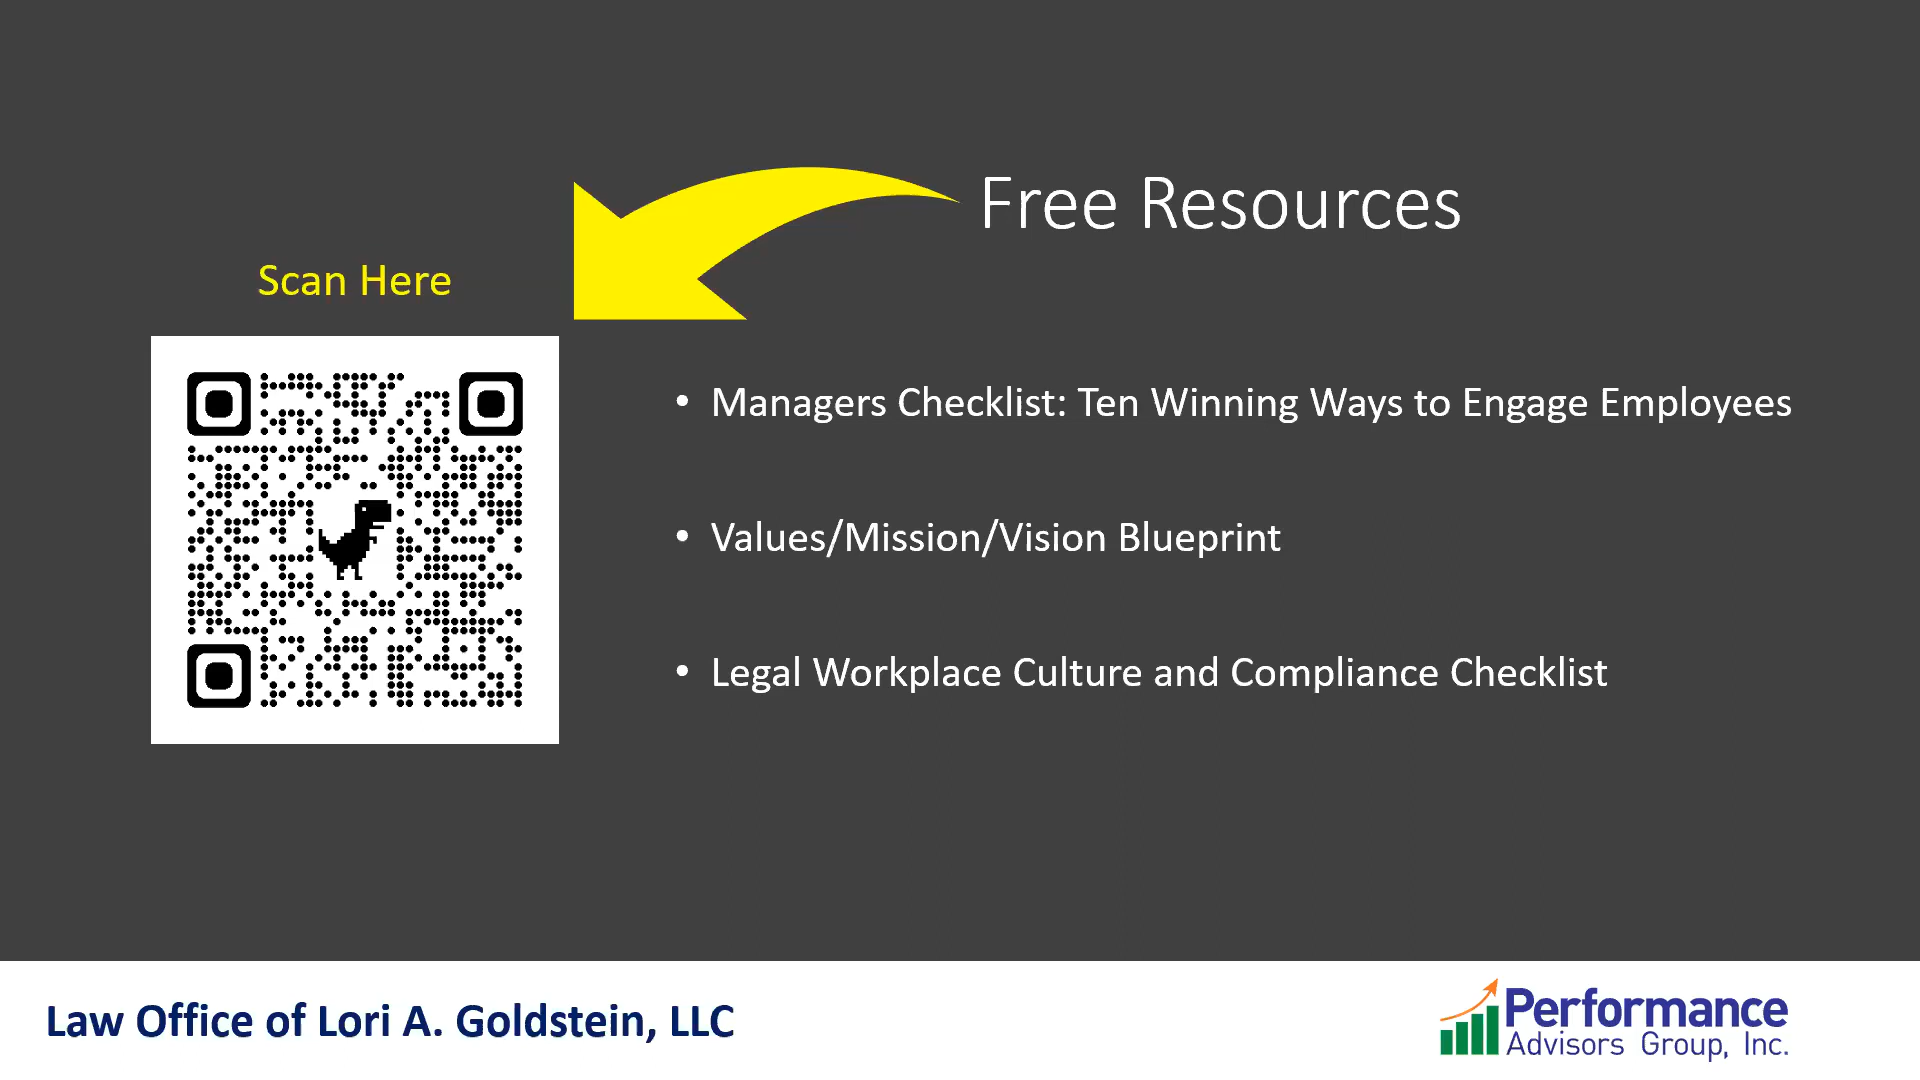 Free Resources
Scan Here
• Managers Checklist: Ten Winning Ways to Engage Employees
• Values/Mission/Vision Blueprint
• Legal Workplace Culture and Compliance Checklist
Law Office of Lori A. Goldstein, LLC
Performance
Advisors Group, Inc.